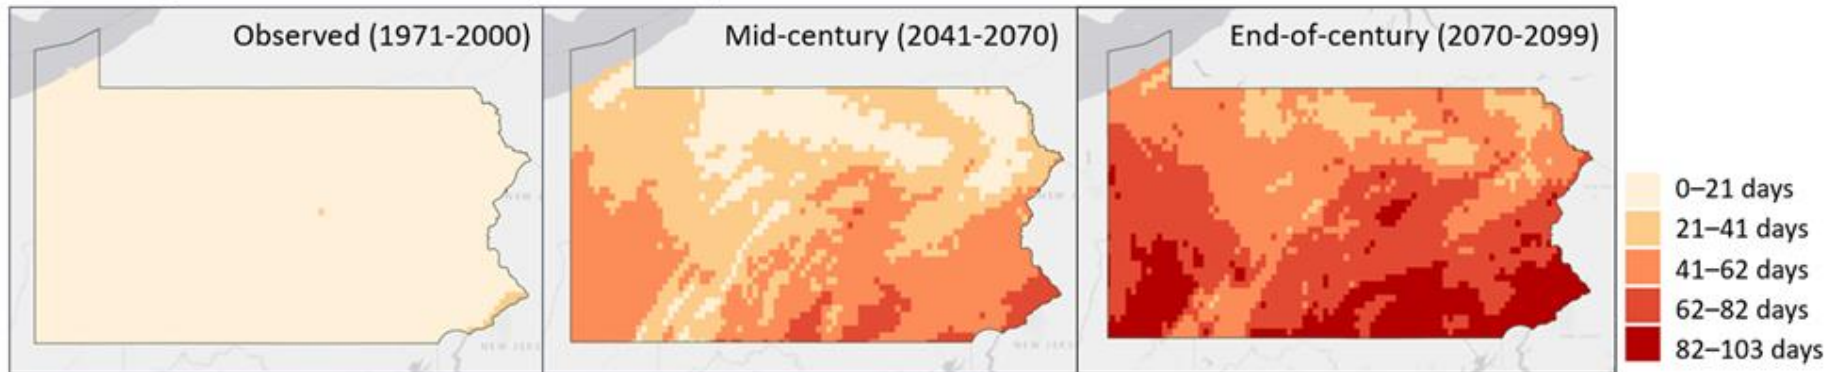 Observed (1971-2000)
Mid-century (2041-2070)
End-of-century (2070-2099)
0–21 days
21–41 days
41–62 days
62–82 days
82–103 days